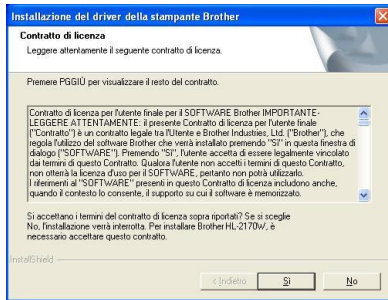 Installazione del driver della stampante Brother
Contratto di licenza
Leggere attentamente il seguente contratto di licenza.
Premere PGGIÙ per visualizzare il resto del contratto.
Contratto di licenza per l'utente finale per il SOFTWARE Brother IMPORTANTE-
LEGGERE ATTENTAMENTE: il presente Contratto di licenza per l'utente finale
("Contratto") è un contratto legale tra l'Utente e Brother Industries, Ltd. ("Brother"), che
regola l'utilizzo del software Brother che verrà installato premendo "Sì" in questa finestra di
dialogo ("SOFTWARE"). Premendo "Sì", l'utente accetta di essere legalmente vincolato
dai termini di questo Contratto. Qualora l'utente non accetti i termini di questo Contratto,
non otterrà la licenza d'uso per il SOFTWARE, pertanto non potrà utilizzarlo.
I riferimenti al "SOFTWARE" presenti in questo Contratto di licenza includono anche,
quando il contesto lo consente, il supporto su cui il software è memorizzato.
Si accettano i termini del contratto di licenza sopra riportati? Se si sceglie
No, l'installazione verrà interrotta. Per installare Brother HL-2170W, è
necessario accettare questo contratto.
InstallShield
< Indietro Sì No